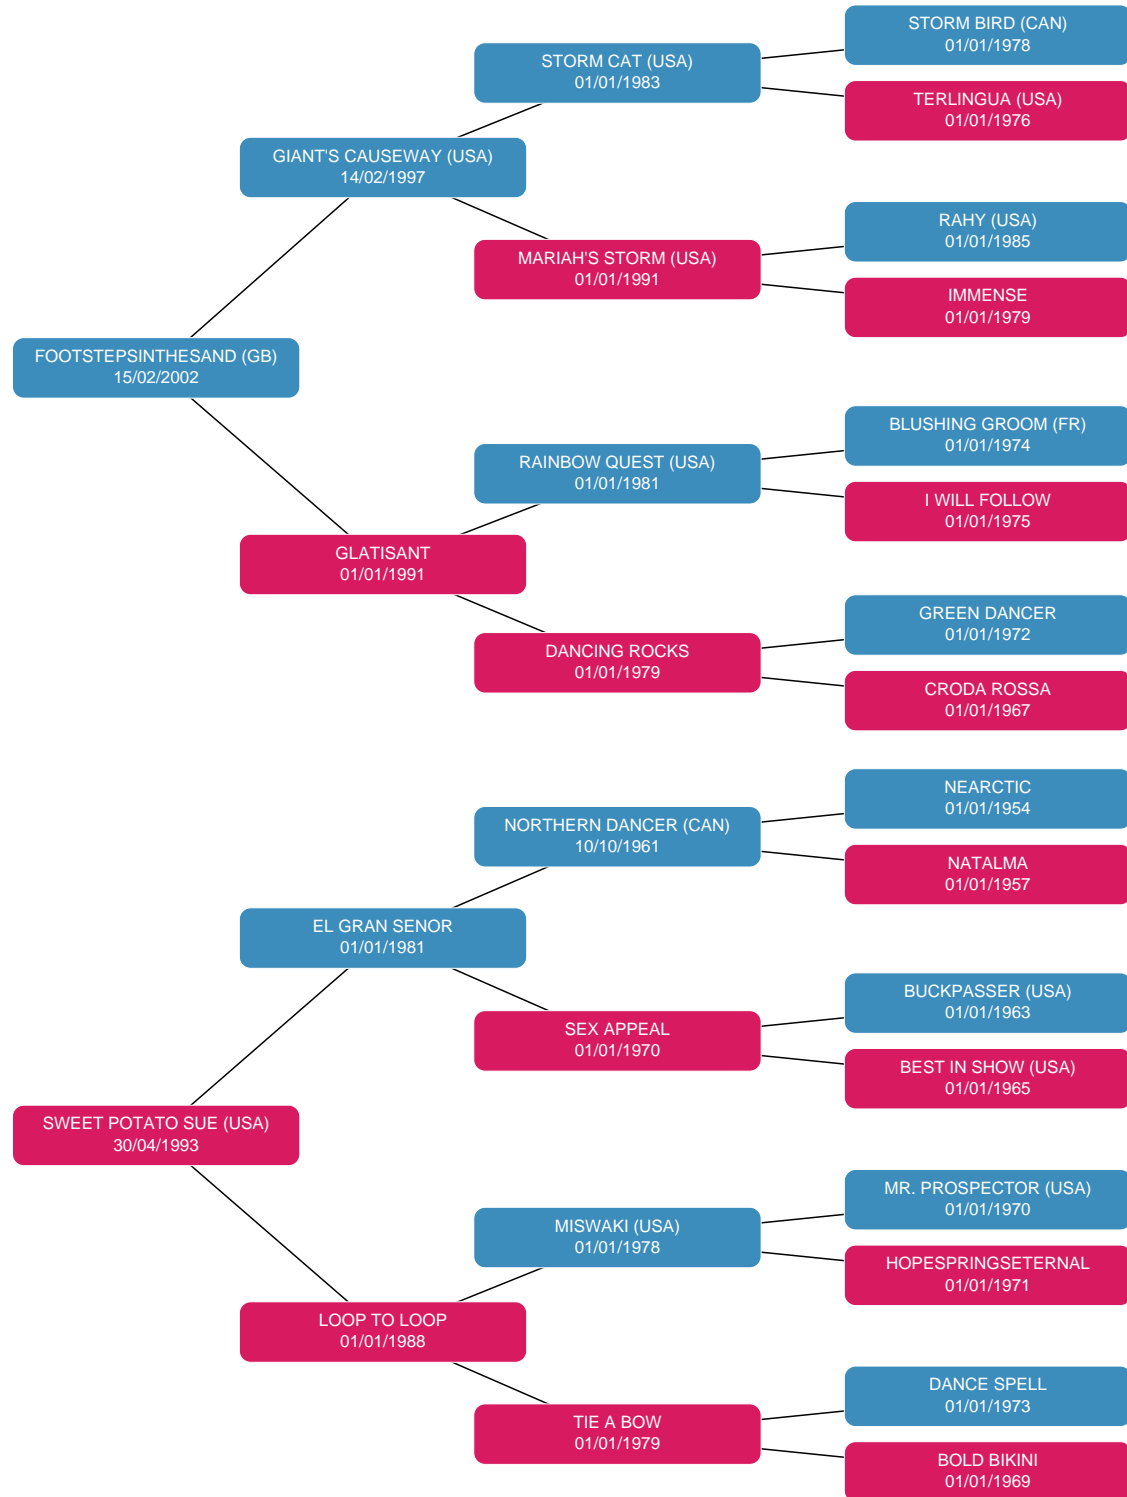 STORM BIRD (CAN)
01/01/1978
STORM CAT (USA)
01/01/1983
TERLINGUA (USA)
01/01/1976
GIANT'S CAUSEWAY (USA)
14/02/1997
RAHY (USA)
01/01/1985
MARIAH'S STORM (USA)
01/01/1991
IMMENSE
01/01/1979
FOOTSTEPSINTHESAND (GB)
15/02/2002
BLUSHING GROOM (FR)
01/01/1974
RAINBOW QUEST (USA)
01/01/1981
I WILL FOLLOW
01/01/1975
GLATISANT
01/01/1991
GREEN DANCER
01/01/1972
DANCING ROCKS
01/01/1979
CRODA ROSSA
01/01/1967
NEARCTIC
01/01/1954
NORTHERN DANCER (CAN)
10/10/1961
NATALMA
01/01/1957
EL GRAN SENOR
01/01/1981
BUCKPASSER (USA)
01/01/1963
SEX APPEAL
01/01/1970
BEST IN SHOW (USA)
01/01/1965
SWEET POTATO SUE (USA)
30/04/1993
MR. PROSPECTOR (USA)
01/01/1970
MISWAKI (USA)
01/01/1978
HOPESPRINGSETERNAL
01/01/1971
LOOP TO LOOP
01/01/1988
DANCE SPELL
01/01/1973
TIE A BOW
01/01/1979
BOLD BIKINI
01/01/1969